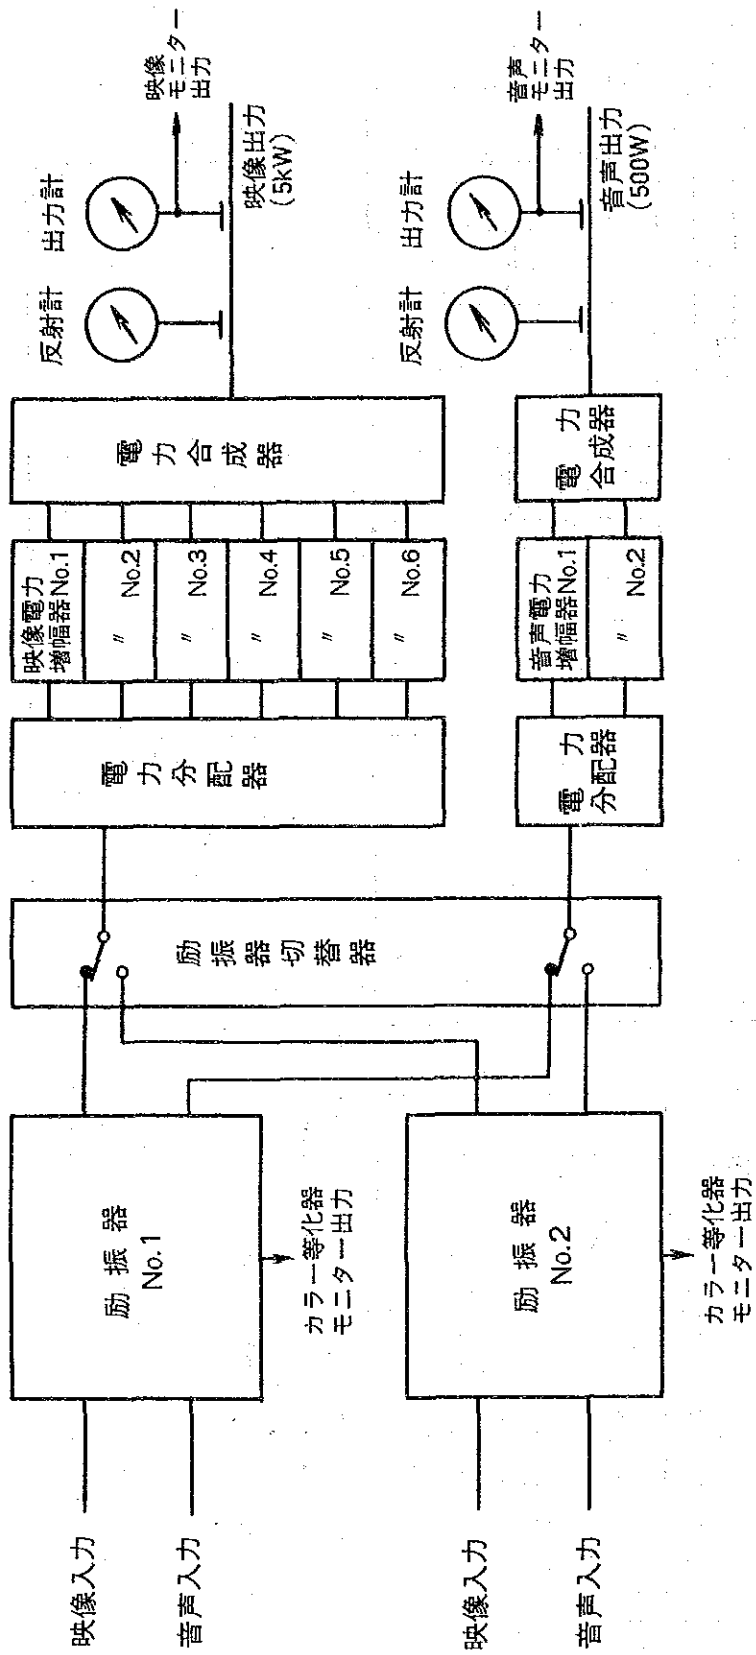 映像入力
音声入力
映像入力
音声入力
励振器
No.1
カラー等化器
モニター出力
励振器
No.2
カラー等化器
モニター出力
励振器切替器
電力分配器
電力
分配器
映像電力
増幅器No.1
〃 No.2
〃 No.3
〃 No.4
〃 No.5
〃 No.6
音声電力
増幅器No.1
〃 No.2
電力合成器
電力
合成器
反射計
出力計
映像
モニター
出力
映像出力
(5kW)
反射計
出力計
音声
モニター
出力
音声出力
(500W)